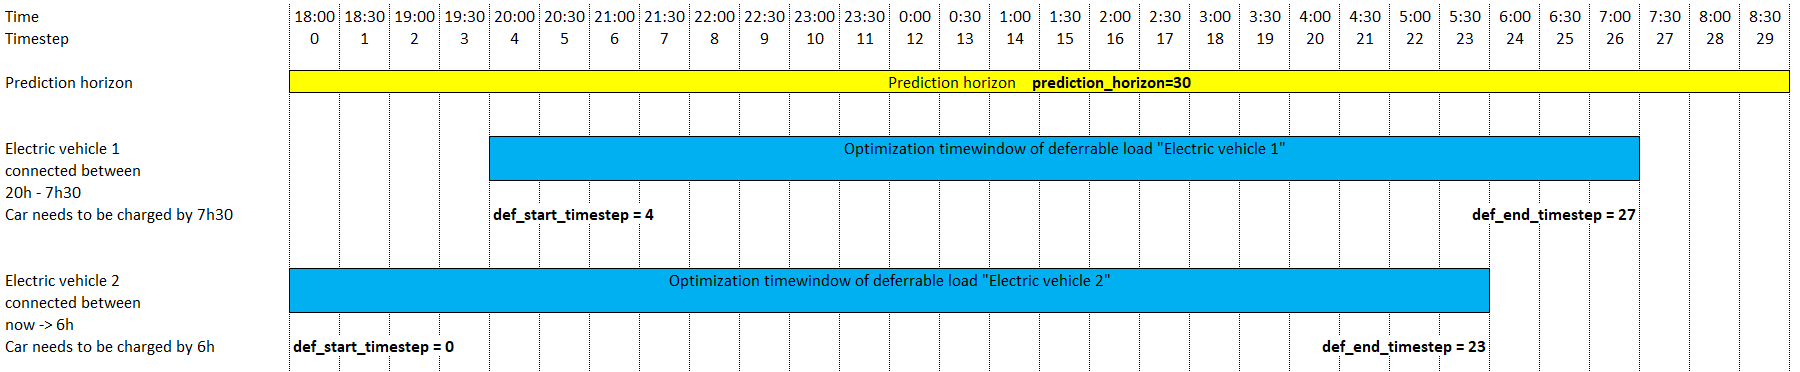 Time 18:00 18:30 19:00 19:30 20:00 20:30 21:00 21:30 22:00 22:30 23:00 23:30 0:00 0:30 1:00 1:30 2:00 2:30 3:00 3:30 4:00 4:30 5:00 5:30 6:00 6:30 7:00 7:30 8:00 8:30
Timestep 0 1 2 3 4 5 6 7 8 9 10 11 12 13 14 15 16 17 18 19 20 21 22 23 24 25 26 27 28 29
Prediction horizon Prediction horizon prediction_horizon=30
Electric vehicle 1 Optimization timewindow of deferrable load "Electric vehicle 1"
connected between
20h - 7h30
Car needs to be charged by 7h30 def_start_timestep = 4 def_end_timestep = 27
Electric vehicle 2 Optimization timewindow of deferrable load "Electric vehicle 2"
connected between
now -> 6h
Car needs to be charged by 6h def_start_timestep = 0 def_end_timestep = 23